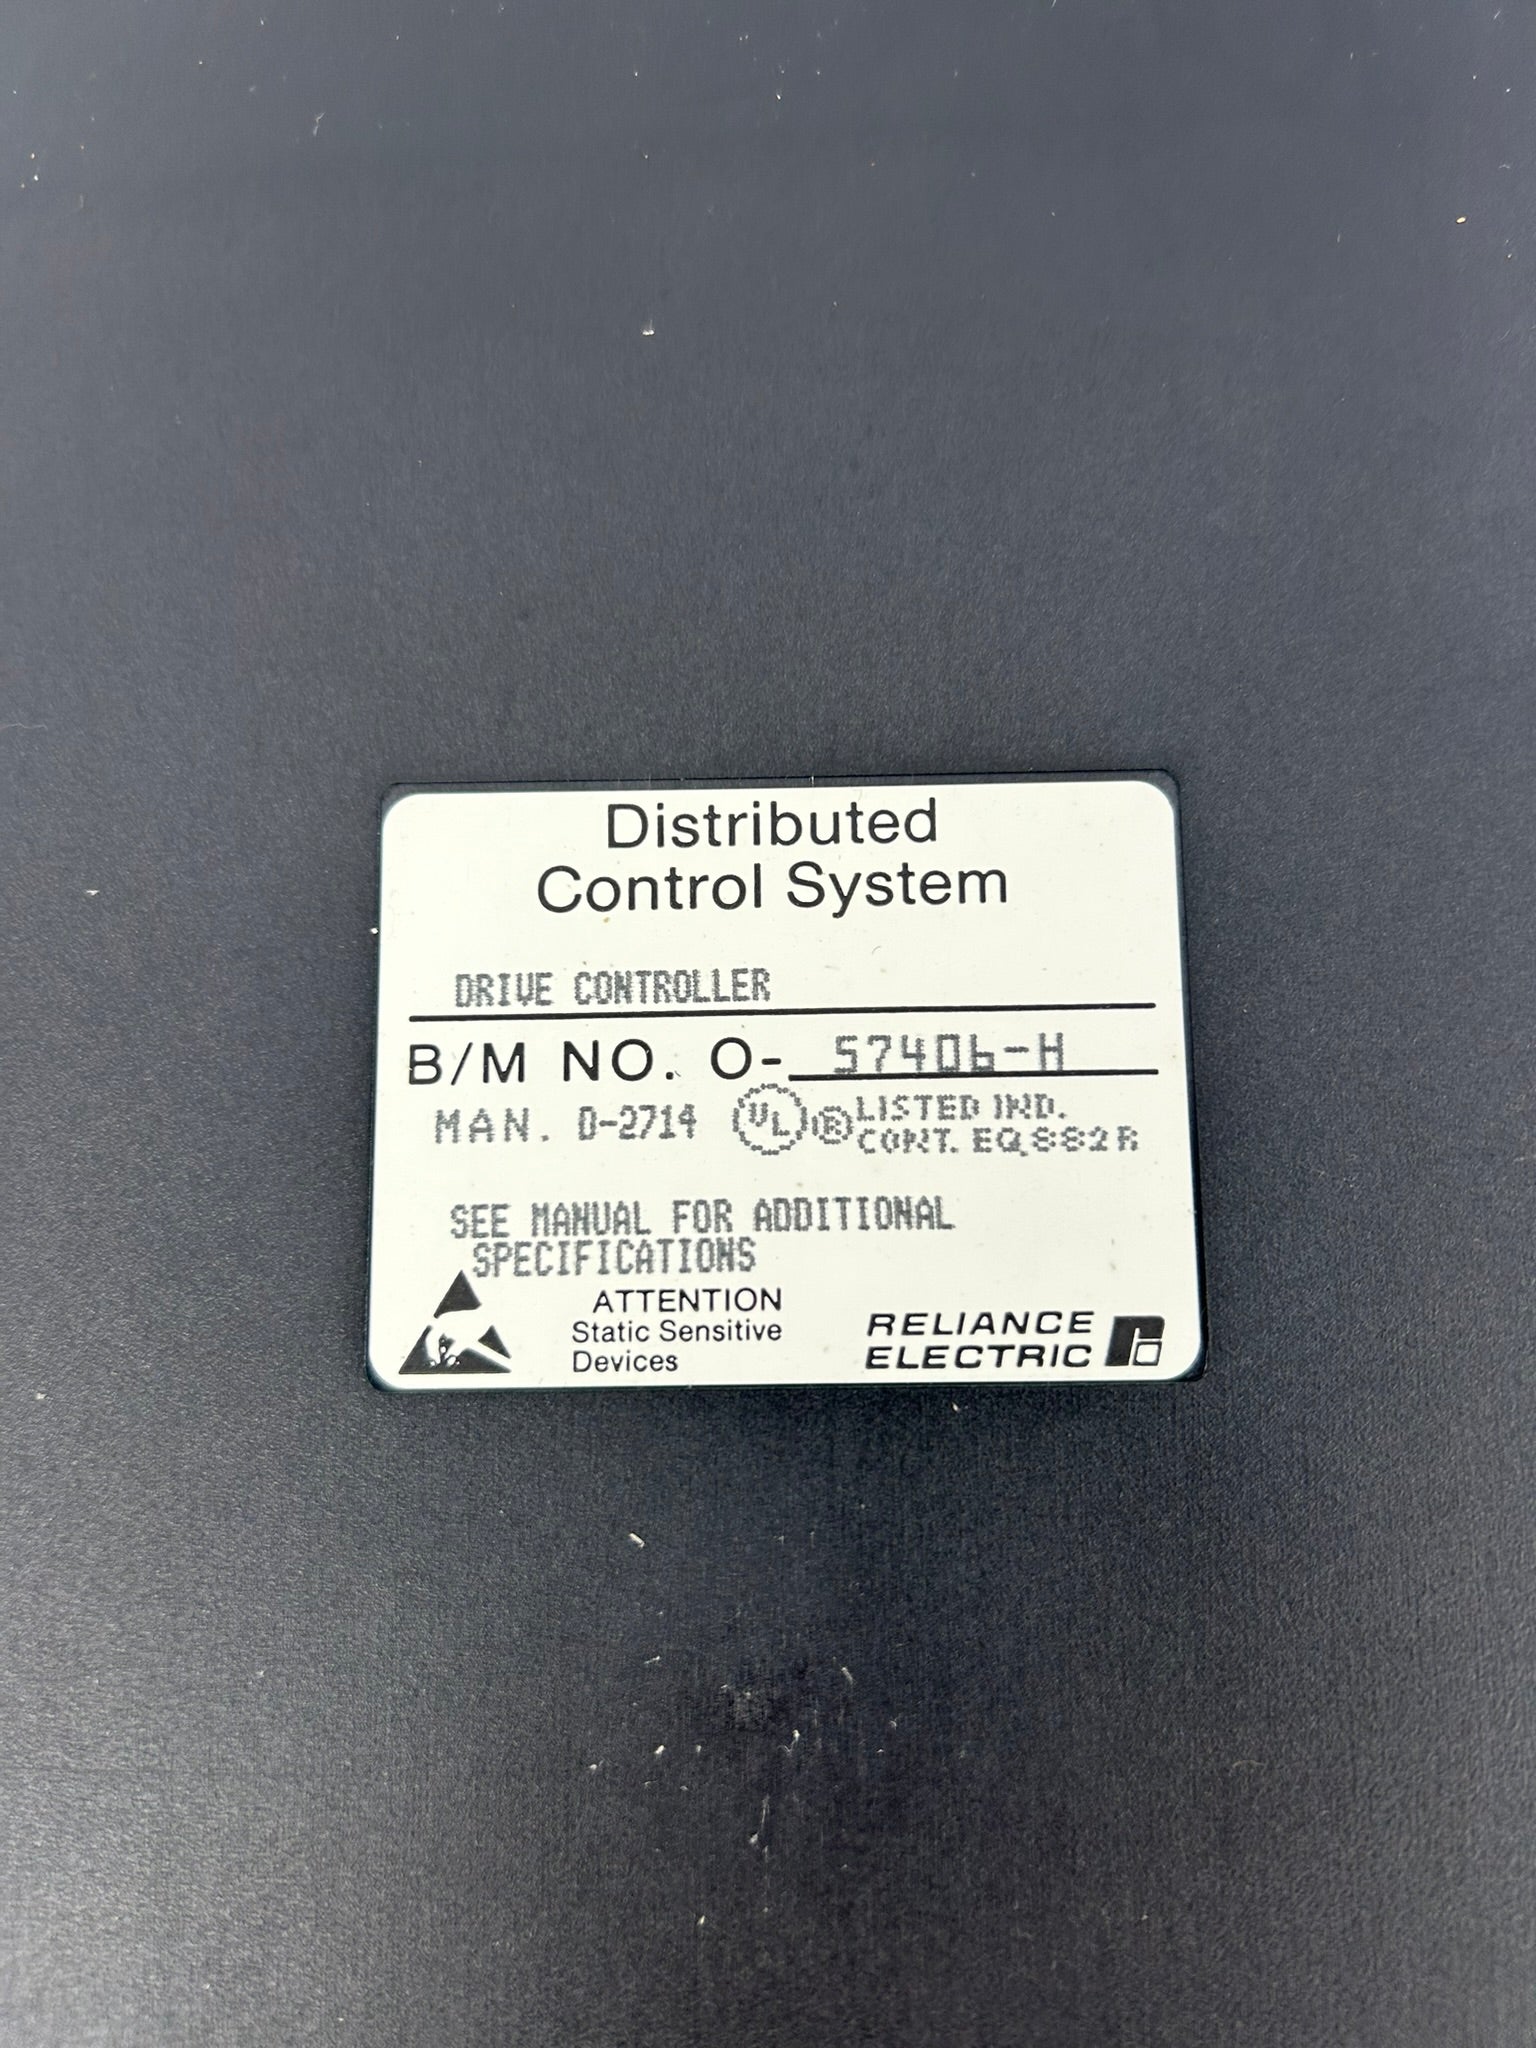 Distributed
Control System
DRIVE CONTROLLER
B/M NO. O- 57406-H
MAN. D-2714 UL ® LISTED IND.
CONT. EQ.882R
SEE MANUAL FOR ADDITIONAL
SPECIFICATIONS
ATTENTION
Static Sensitive
Devices
RELIANCE
ELECTRIC